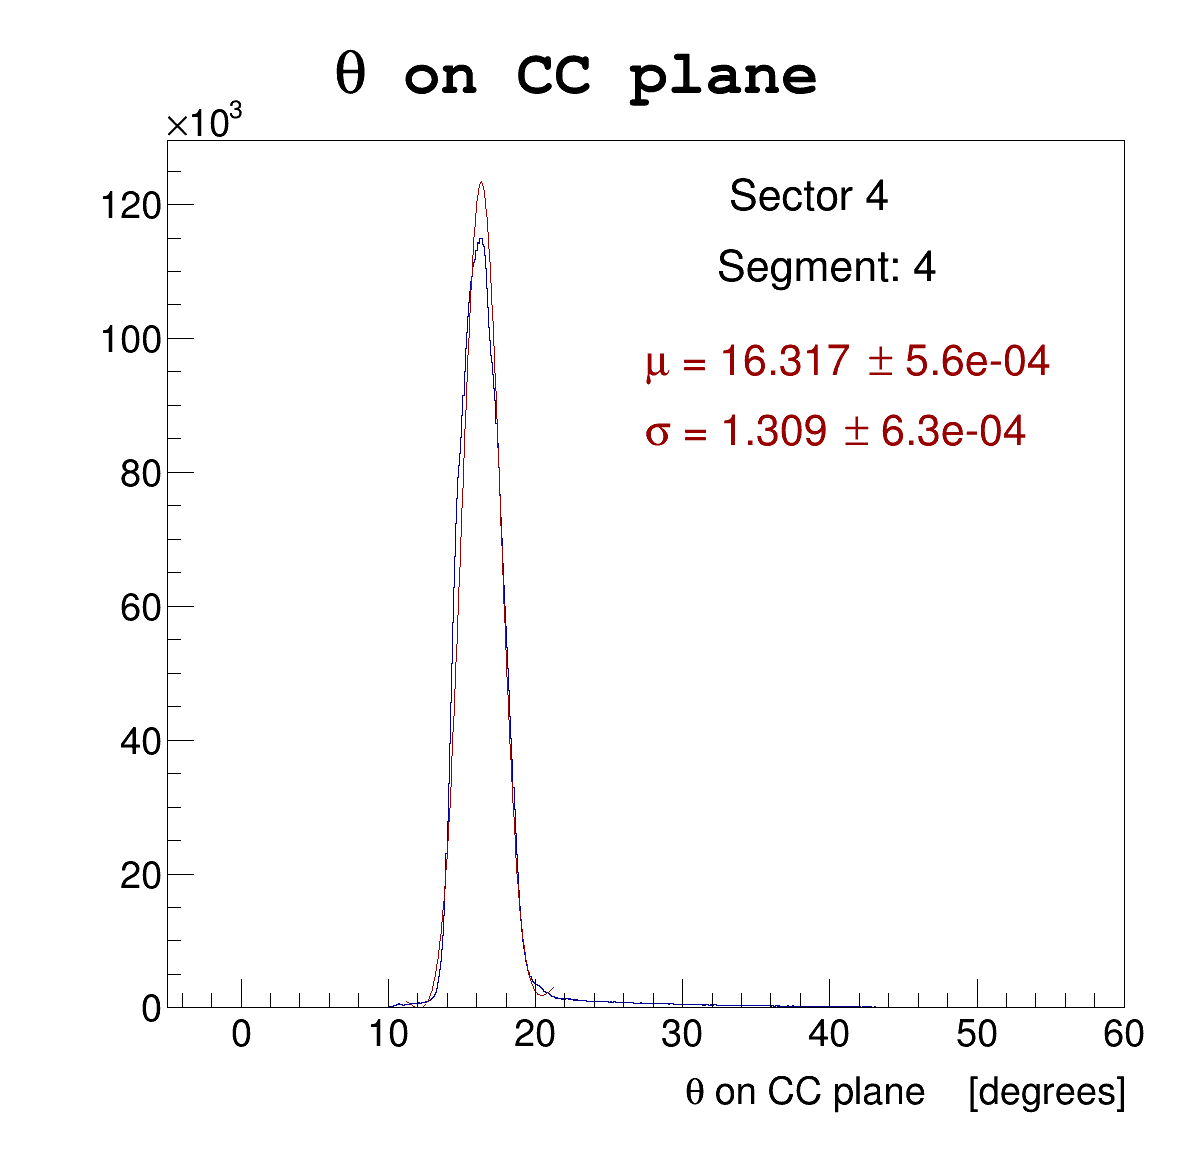 θ on CC plane
×10³
Sector 4
Segment: 4
μ = 16.317 ± 5.6e-04
σ = 1.309 ± 6.3e-04
120
100
80
60
40
20
0
0 10 20 30 40 50 60
θ on CC plane [degrees]